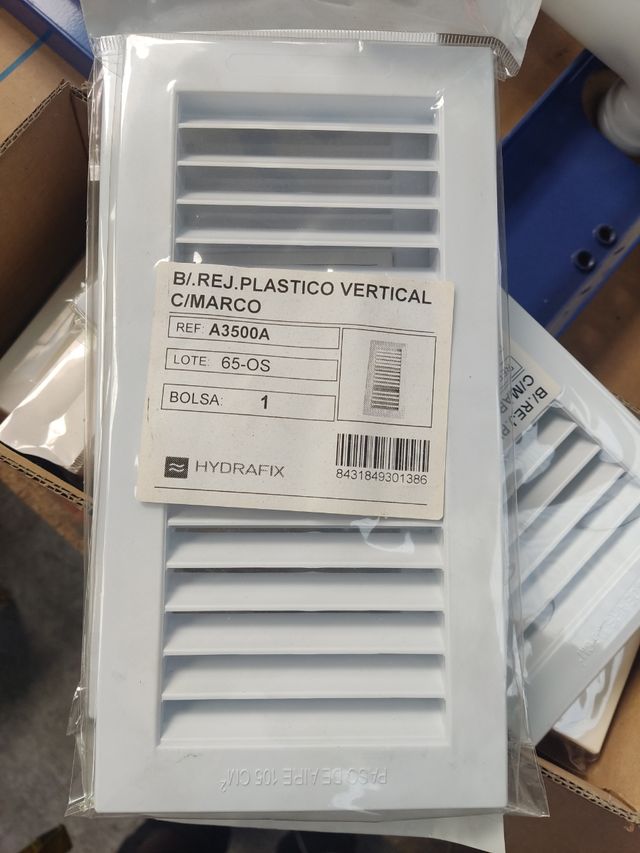 B/.REJ.PLASTICO VERTICAL
C/MARCO
REF: A3500A
LOTE: 65-OS
BOLSA: 1
HYDRAFIX
8431849301386
PASO DE AIRE 105 CM²
B/.REJ.
C/MAR